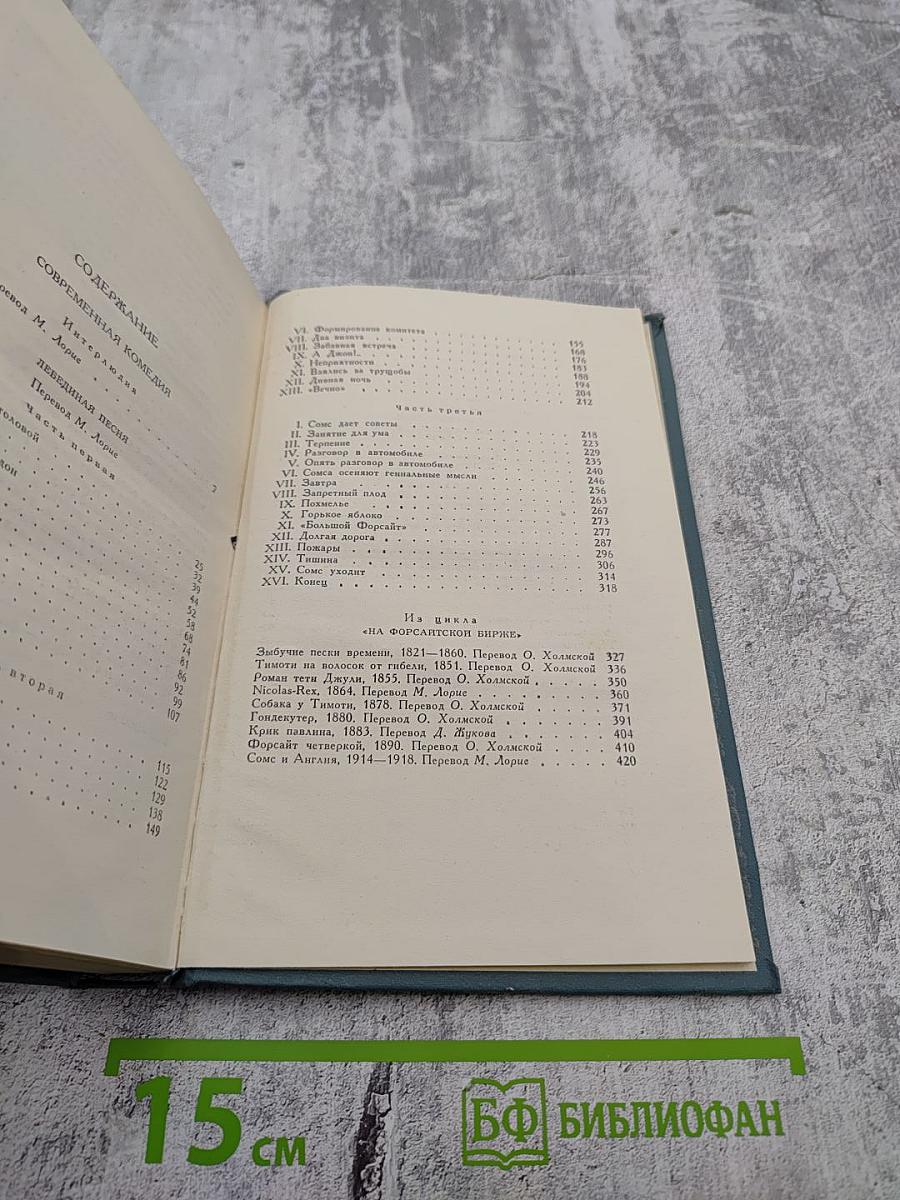 СОДЕРЖАНИЕ
СОВРЕМЕННАЯ КОМЕДИЯ
Интерлюдия
Перевод М. Лорие
ЛЕБЕДИНАЯ ПЕСНЯ
Перевод М. Лорие
Часть первая
25
32
39
44
52
58
68
74
81
86
92
99
107
вторая
115
122
129
138
149
VI. Формирование комитета . . . 155
VII. Два визита . . . 168
VIII. Забавная встреча . . . 176
IX. А Джон!.. . . . 183
X. Неприятности . . . 188
XI. Взялись за трущобы . . . 194
XII. Дивная ночь . . . 204
XIII. «Вечно» . . . 212
Часть третья
I. Сомс дает советы . . . 218
II. Занятие для ума . . . 223
III. Терпение . . . 229
IV. Разговор в автомобиле . . . 235
V. Опять разговор в автомобиле . . . 240
VI. Сомса осеняют гениальные мысли . . . 246
VII. Завтра . . . 256
VIII. Запретный плод . . . 263
IX. Похмелье . . . 267
X. Горькое яблоко . . . 273
XI. «Большой Форсайт» . . . 277
XII. Долгая дорога . . . 287
XIII. Пожары . . . 296
XIV. Тишина . . . 306
XV. Сомс уходит . . . 314
XVI. Конец . . . 318
Из цикла
«НА ФОРСАЙТСКОЙ БИРЖЕ»
Зыбучие пески времени, 1821—1860. Перевод О. Холмской 327
Тимоти на волосок от гибели, 1851. Перевод О. Холмской 336
Роман тети Джули, 1855. Перевод О. Холмской . . . 350
Nicolas-Rex, 1864. Перевод М. Лорие . . . 360
Собака у Тимоти, 1878. Перевод О. Холмской . . . 371
Гондекутер, 1880. Перевод О. Холмской . . . 391
Крик павлина, 1883. Перевод Д. Жукова . . . 404
Форсайт четверкой, 1890. Перевод О. Холмской . . . 410
Сомс и Англия, 1914—1918. Перевод М. Лорие . . . 420
15 см
БФ БИБЛИОФАН